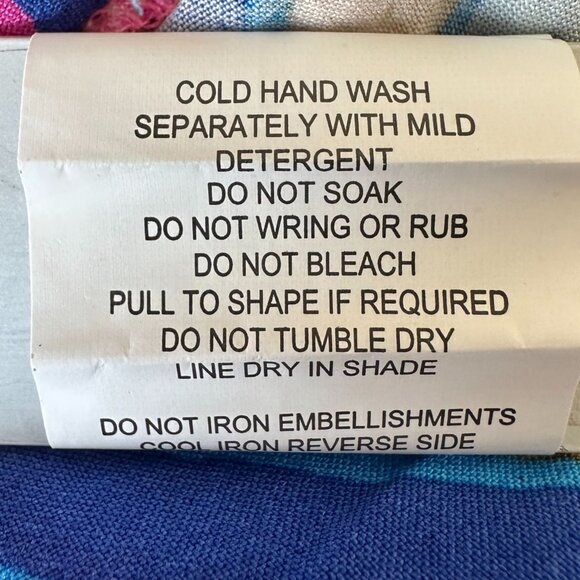 COLD HAND WASH
SEPARATELY WITH MILD
DETERGENT
DO NOT SOAK
DO NOT WRING OR RUB
DO NOT BLEACH
PULL TO SHAPE IF REQUIRED
DO NOT TUMBLE DRY
LINE DRY IN SHADE
DO NOT IRON EMBELLISHMENTS
COOL IRON REVERSE SIDE